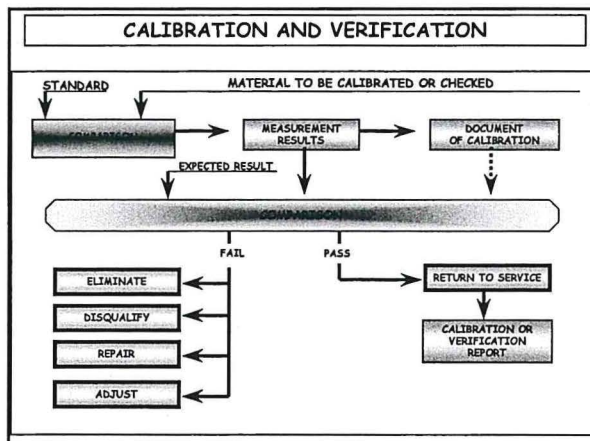 CALIBRATION AND VERIFICATION
STANDARD
MATERIAL TO BE CALIBRATED OR CHECKED
COMPARISON
MEASUREMENT
RESULTS
DOCUMENT
OF CALIBRATION
EXPECTED RESULT
COMPARISON
FAIL
PASS
ELIMINATE
RETURN TO SERVICE
DISQUALIFY
CALIBRATION OR
VERIFICATION
REPORT
REPAIR
ADJUST